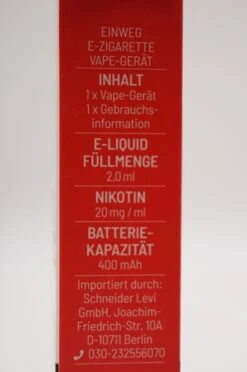 EINWEG
E-ZIGARETTE
VAPE-GERÄT
INHALT
1 x Vape-Gerät
1 x Gebrauchs-
information
E-LIQUID
FÜLLMENGE
2,0 ml
NIKOTIN
20 mg / ml
BATTERIE-
KAPAZITÄT
400 mAh
Importiert durch:
Schneider Levi
GmbH, Joachim-
Friedrich-Str. 10A
D-10711 Berlin
030-232556070